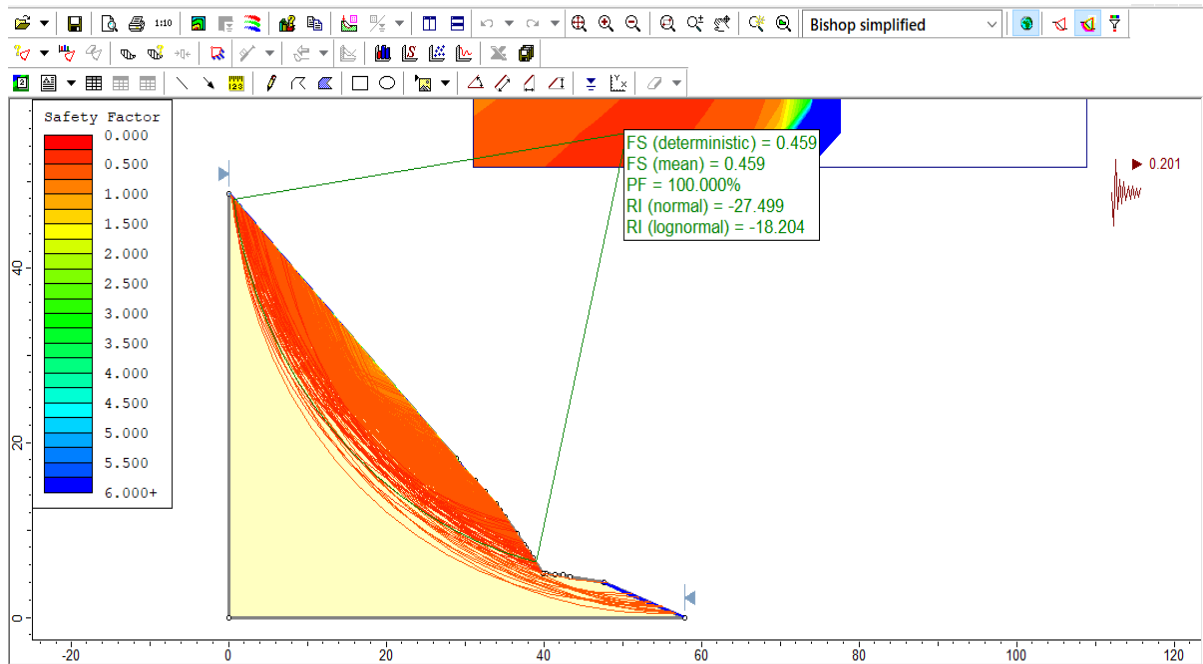 1:10
Bishop simplified
Safety Factor
0.000
0.500
1.000
1.500
2.000
2.500
3.000
3.500
4.000
4.500
5.000
5.500
6.000+
FS (deterministic) = 0.459
FS (mean) = 0.459
PF = 100.000%
RI (normal) = -27.499
RI (lognormal) = -18.204
0.201
40
20
0
-20 0 20 40 60 80 100 120